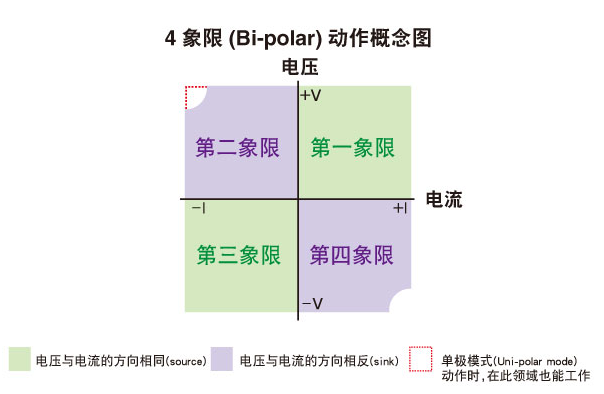 4 象限 (Bi-polar) 动作概念图
电压
+V
第二象限 第一象限
-I +I 电流
第三象限 第四象限
-V
电压与电流的方向相同(source) 电压与电流的方向相反(sink) 单极模式(Uni-polar mode)
动作时,在此领域也能工作